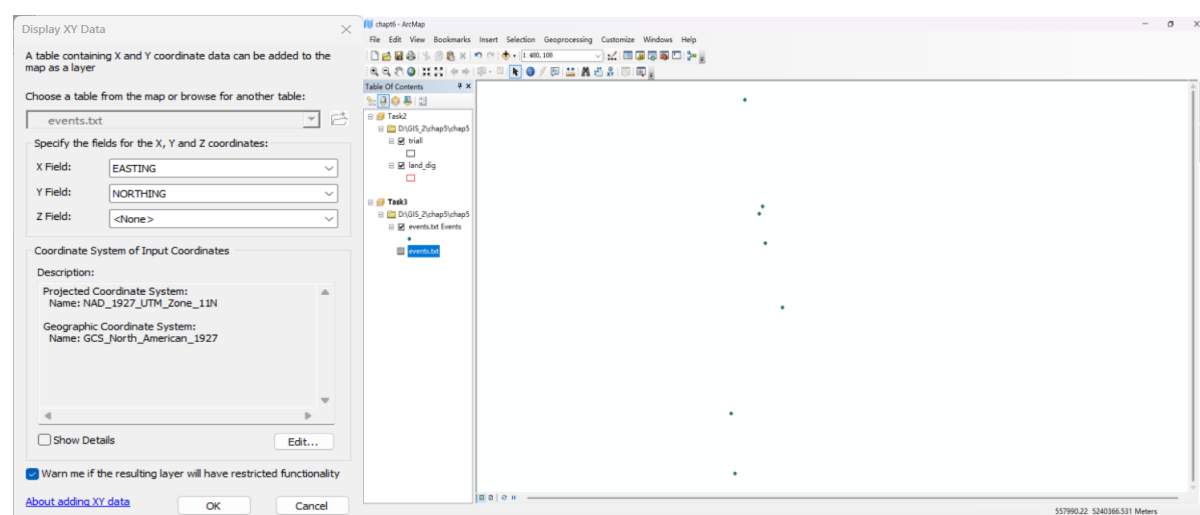 Display XY Data
A table containing X and Y coordinate data can be added to the
map as a layer
Choose a table from the map or browse for another table:
events.txt
Specify the fields for the X, Y and Z coordinates:
X Field: EASTING
Y Field: NORTHING
Z Field: <None>
Coordinate System of Input Coordinates
Description:
Projected Coordinate System:
Name: NAD_1927_UTM_Zone_11N
Geographic Coordinate System:
Name: GCS_North_American_1927
Show Details
Edit...
Warn me if the resulting layer will have restricted functionality
About adding XY data
OK
Cancel
chapt6 - ArcMap
File Edit View Bookmarks Insert Selection Geoprocessing Customize Windows Help
1:480,108
Table Of Contents
Task2
D:\GIS_2\chap5\chap5
triall
land_dig
Task3
D:\GIS_2\chap5\chap5
events.txt Events
events.txt
557990.22 5240366.531 Meters